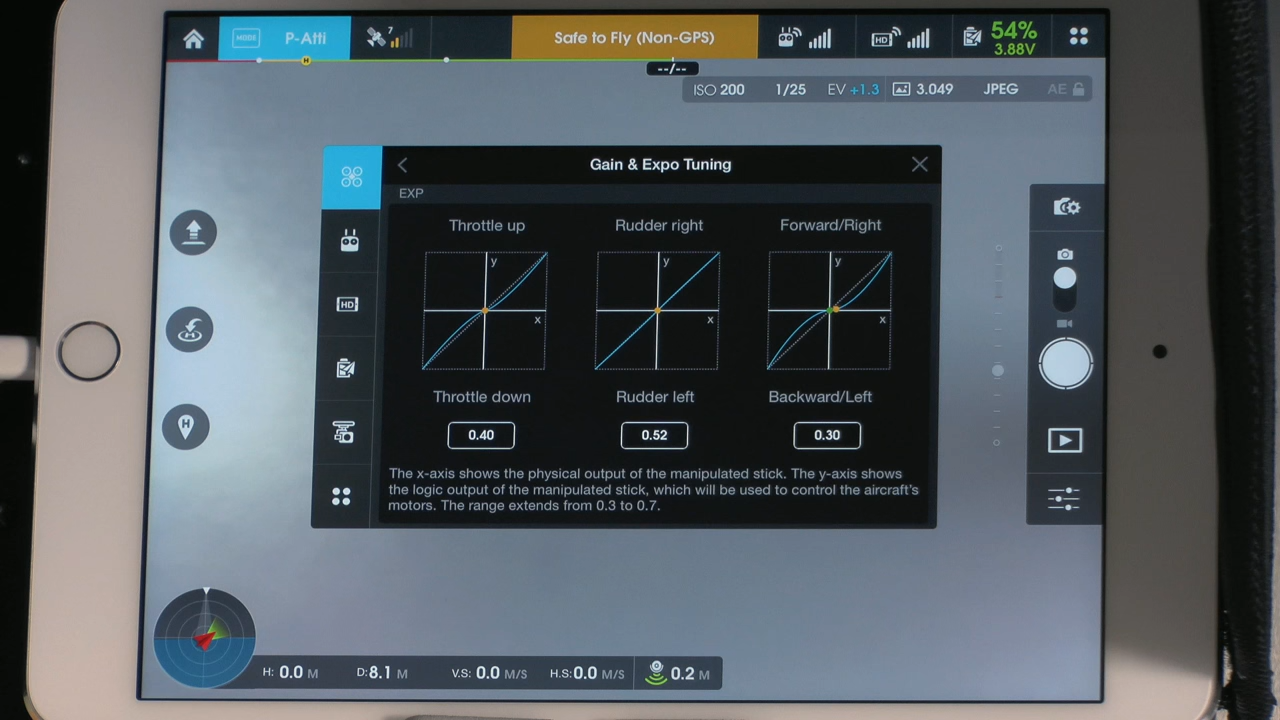 MODE P-Atti 7 Safe to Fly (Non-GPS) HD 54%
3.88V
--/--
ISO 200 1/25 EV +1.3 3.049 JPEG AE
Gain & Expo Tuning
EXP
Throttle up Rudder right Forward/Right
y y y
x x x
HD
Throttle down Rudder left Backward/Left
0.40 0.52 0.30
The x-axis shows the physical output of the manipulated stick. The y-axis shows
the logic output of the manipulated stick, which will be used to control the aircraft's
motors. The range extends from 0.3 to 0.7.
H
H: 0.0 M D:8.1 M V.S: 0.0 M/S H.S:0.0 M/S 0.2 M